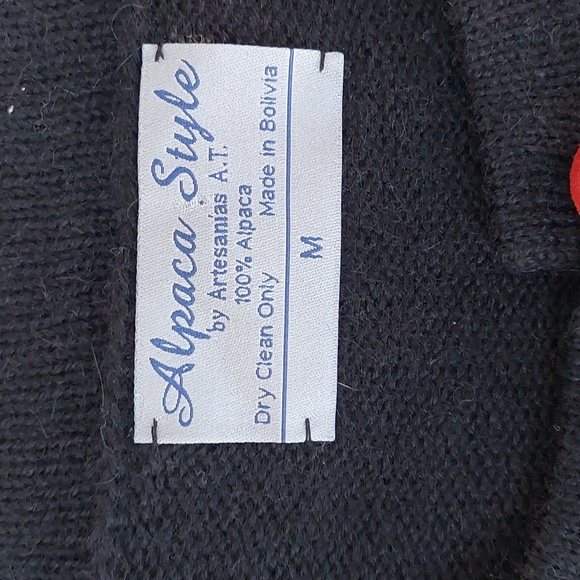 Alpaca Style
by Artesanías A.T.
100% Alpaca
Dry Clean Only Made in Bolivia
M